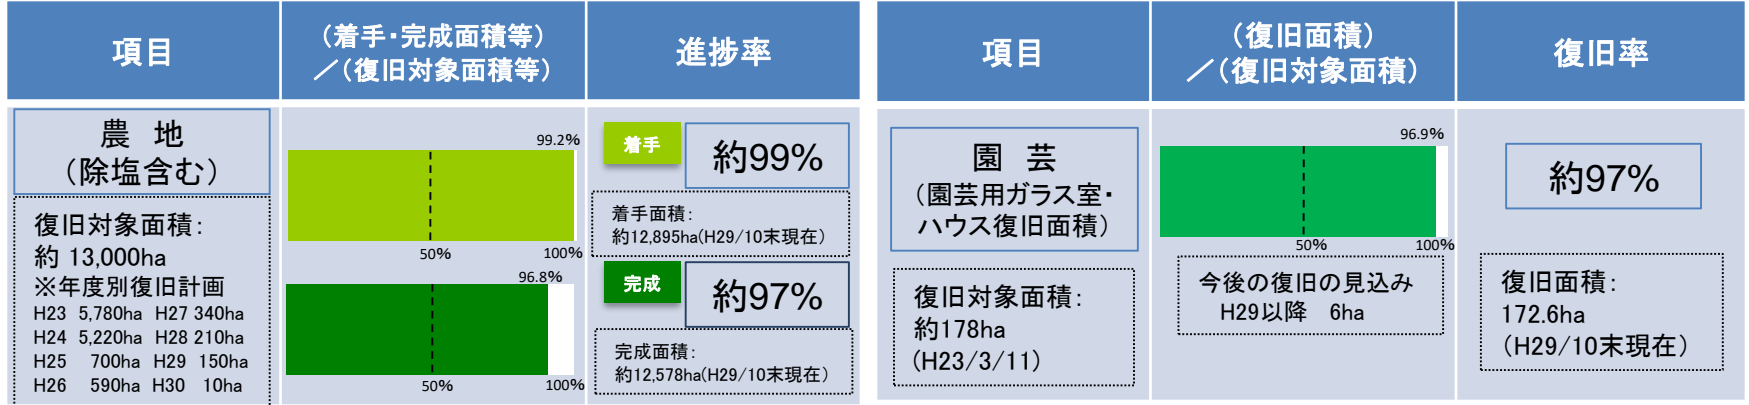 項目
（着手・完成面積等）
／（復旧対象面積等）
進捗率
農　地
（除塩含む）
復旧対象面積：
約 13,000ha
※年度別復旧計画
H23 5,780ha H27 340ha
H24 5,220ha H28 210ha
H25 700ha H29 150ha
H26 590ha H30 10ha
99.2%
50%
100%
96.8%
50%
100%
着手
約99%
着手面積：
約12,895ha(H29/10末現在）
完成
約97%
完成面積：
約12,578ha(H29/10末現在）
項目
（復旧面積）
／（復旧対象面積）
復旧率
園　芸
（園芸用ガラス室・
ハウス復旧面積）
復旧対象面積：
約178ha
（H23/3/11）
96.9%
50%
100%
今後の復旧の見込み
H29以降　6ha
約97%
復旧面積：
172.6ha
（H29/10末現在）